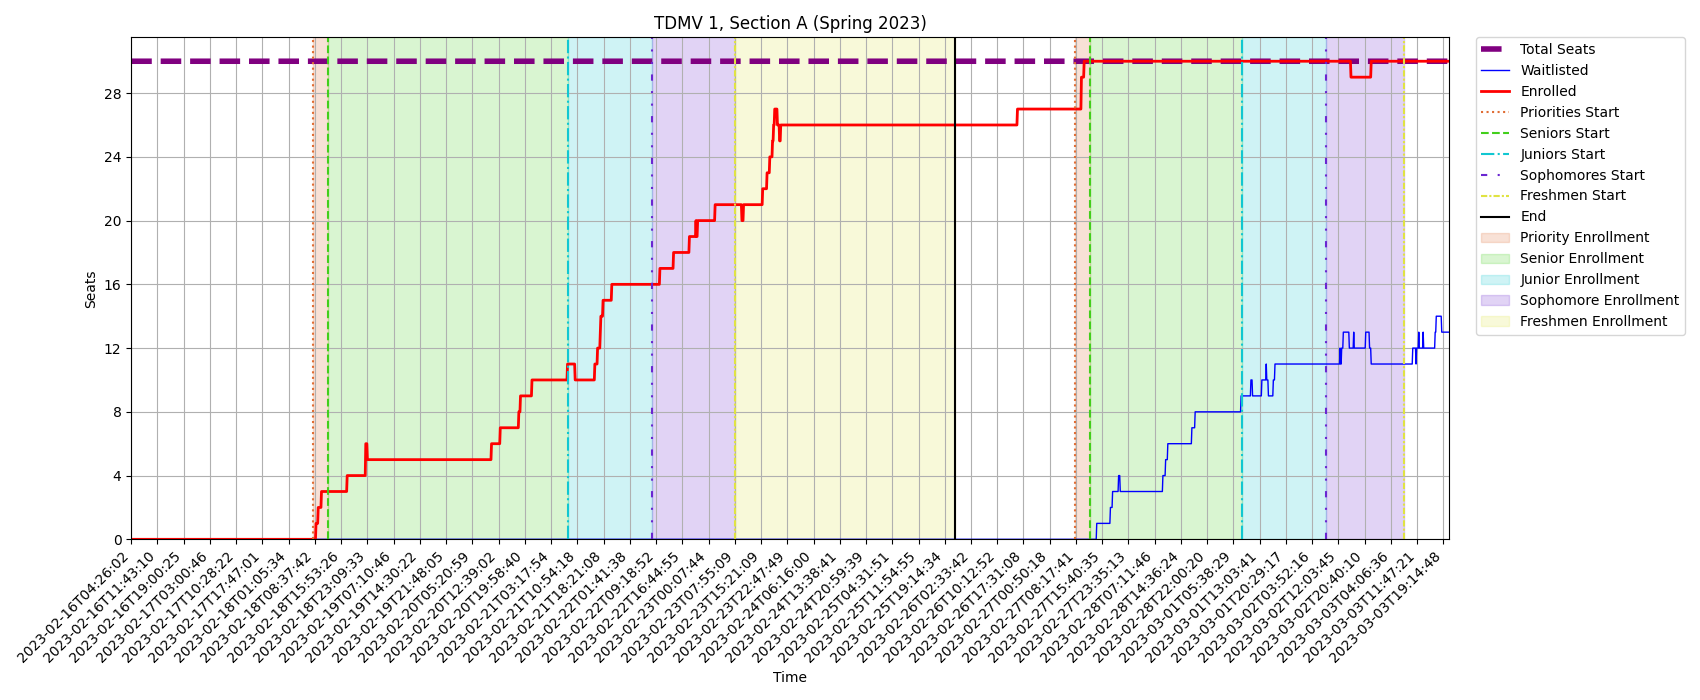 TDMV 1, Section A (Spring 2023)
Total Seats
Waitlisted
Enrolled
Priorities Start
Seniors Start
Juniors Start
Sophomores Start
Freshmen Start
End
Priority Enrollment
Senior Enrollment
Junior Enrollment
Sophomore Enrollment
Freshmen Enrollment
Seats
28
24
20
16
12
8
4
0
2023-02-16T04:26:02
2023-02-16T11:43:10
2023-02-16T19:00:25
2023-02-17T03:00:46
2023-02-17T10:28:22
2023-02-17T17:47:01
2023-02-18T01:05:34
2023-02-18T08:37:42
2023-02-18T15:53:26
2023-02-18T23:09:33
2023-02-19T07:10:46
2023-02-19T14:30:22
2023-02-19T21:48:05
2023-02-20T05:20:59
2023-02-20T12:39:02
2023-02-20T19:58:40
2023-02-21T03:17:54
2023-02-21T10:54:18
2023-02-21T18:21:08
2023-02-22T01:41:38
2023-02-22T09:18:52
2023-02-22T16:44:55
2023-02-23T00:07:44
2023-02-23T07:55:09
2023-02-23T15:21:09
2023-02-23T22:47:49
2023-02-24T06:16:00
2023-02-24T13:38:41
2023-02-24T20:59:39
2023-02-25T04:31:51
2023-02-25T11:54:55
2023-02-25T19:14:34
2023-02-26T02:33:42
2023-02-26T10:12:52
2023-02-26T17:31:08
2023-02-27T00:50:18
2023-02-27T08:17:41
2023-02-27T15:40:35
2023-02-27T23:35:13
2023-02-28T07:11:46
2023-02-28T14:36:24
2023-02-28T22:00:20
2023-03-01T05:38:29
2023-03-01T13:03:41
2023-03-01T20:29:17
2023-03-02T03:52:16
2023-03-02T12:03:45
2023-03-02T20:40:10
2023-03-03T04:06:36
2023-03-03T11:47:21
2023-03-03T19:14:48
Time